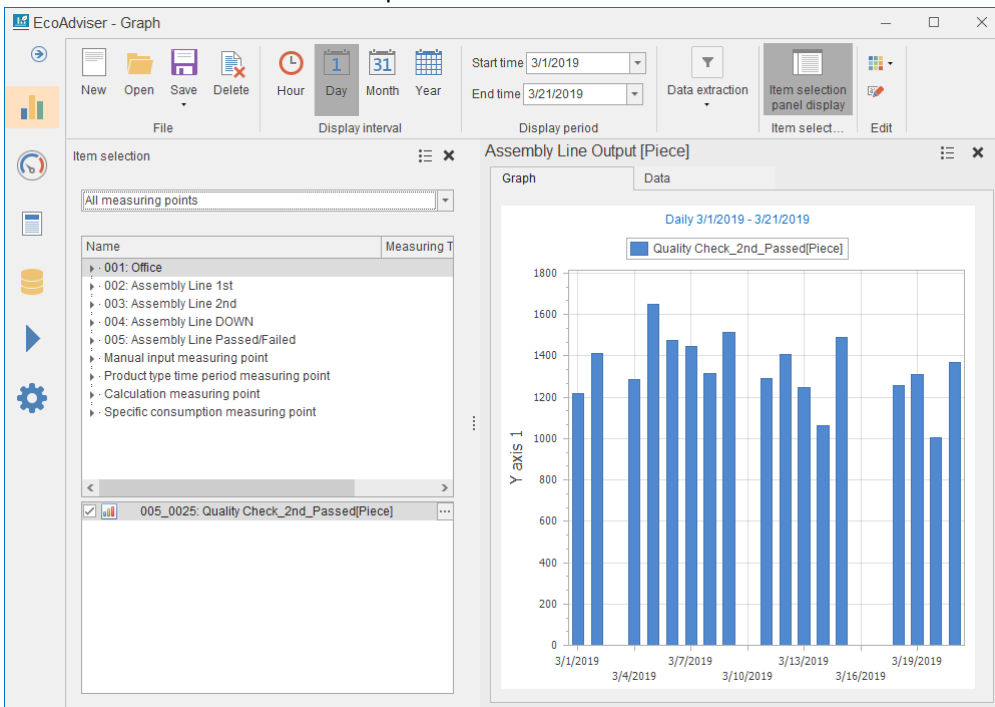 EcoAdviser - Graph
New Open Save Delete Hour 1 Day 31 Month Year
Start time 3/1/2019
End time 3/21/2019
Data extraction
Item selection
panel display
File Display interval Display period Item select... Edit
Item selection
Assembly Line Output [Piece]
Graph Data
All measuring points
Name Measuring T
001: Office
002: Assembly Line 1st
003: Assembly Line 2nd
004: Assembly Line DOWN
005: Assembly Line Passed/Failed
Manual input measuring point
Product type time period measuring point
Calculation measuring point
Specific consumption measuring point
005_0025: Quality Check_2nd_Passed[Piece]
Daily 3/1/2019 - 3/21/2019
Quality Check_2nd_Passed[Piece]
Y axis 1
1800
1600
1400
1200
1000
800
600
400
200
0
3/1/2019 3/7/2019 3/13/2019 3/19/2019
3/4/2019 3/10/2019 3/16/2019